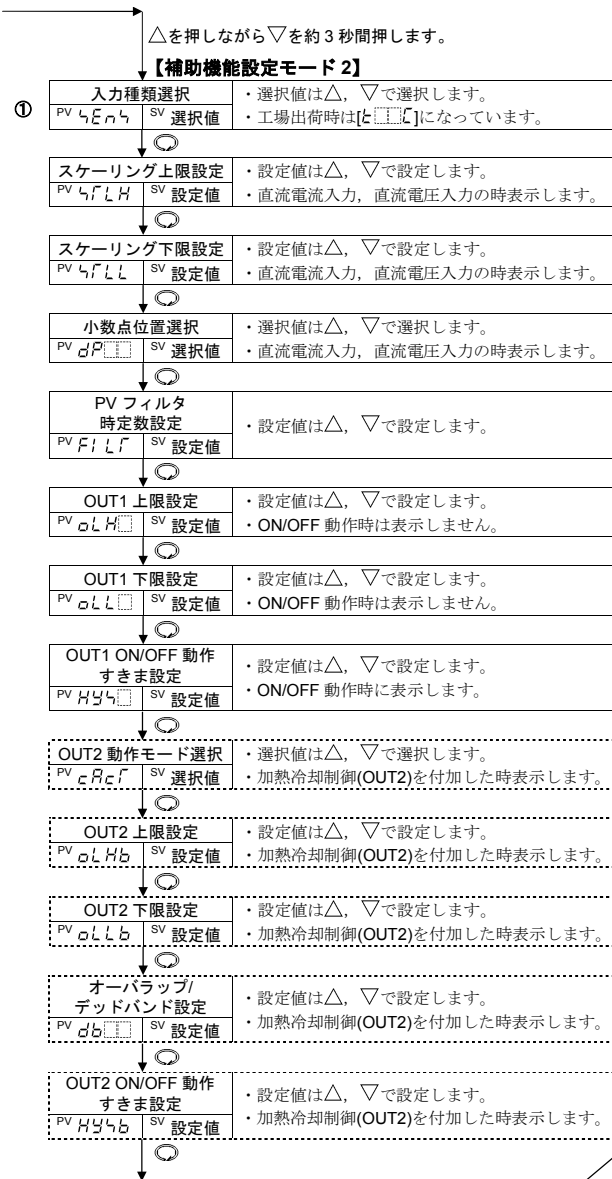 △を押しながら▽を約3秒間押します。
【補助機能設定モード 2】
①
入力種類選択
・選択値は△，▽で選択します。
PV SEnS SV 選択値
・工場出荷時は[E□□C]になっています。
スケーリング上限設定
・設定値は△，▽で設定します。
PV SFLH SV 設定値
・直流電流入力，直流電圧入力の時表示します。
スケーリング下限設定
・設定値は△，▽で設定します。
PV SFLL SV 設定値
・直流電流入力，直流電圧入力の時表示します。
小数点位置選択
・選択値は△，▽で選択します。
PV dP□□ SV 選択値
・直流電流入力，直流電圧入力の時表示します。
PV フィルタ
時定数設定
・設定値は△，▽で設定します。
PV FILT SV 設定値
OUT1 上限設定
・設定値は△，▽で設定します。
PV oLH□ SV 設定値
・ON/OFF 動作時は表示しません。
OUT1 下限設定
・設定値は△，▽で設定します。
PV oLL□ SV 設定値
・ON/OFF 動作時は表示しません。
OUT1 ON/OFF 動作
すきま設定
・設定値は△，▽で設定します。
PV HYS□ SV 設定値
・ON/OFF 動作時に表示します。
OUT2 動作モード選択
・選択値は△，▽で選択します。
PV cAcT SV 選択値
・加熱冷却制御(OUT2)を付加した時表示します。
OUT2 上限設定
・設定値は△，▽で設定します。
PV oLHb SV 設定値
・加熱冷却制御(OUT2)を付加した時表示します。
OUT2 下限設定
・設定値は△，▽で設定します。
PV oLLb SV 設定値
・加熱冷却制御(OUT2)を付加した時表示します。
オーバラップ/
デッドバンド設定
・設定値は△，▽で設定します。
PV db□□ SV 設定値
・加熱冷却制御(OUT2)を付加した時表示します。
OUT2 ON/OFF 動作
すきま設定
・設定値は△，▽で設定します。
PV HYSb SV 設定値
・加熱冷却制御(OUT2)を付加した時表示します。